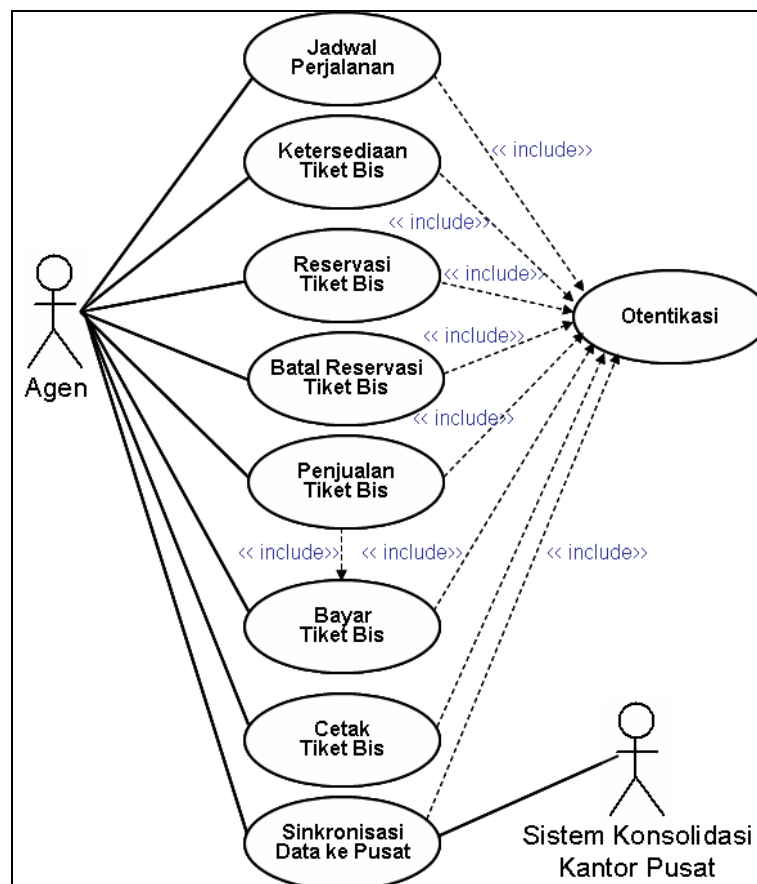 Jadwal
Perjalanan
<< include>>
Ketersediaan
Tiket Bis
<< include>>
Reservasi
Tiket Bis
<< include>>
Otentikasi
Agen
Batal Reservasi
Tiket Bis
<< include>>
<< include>>
Penjualan
Tiket Bis
<< include>>
<< include>>
<< include>>
Bayar
Tiket Bis
Cetak
Tiket Bis
Sinkronisasi
Data ke Pusat
Sistem Konsolidasi
Kantor Pusat